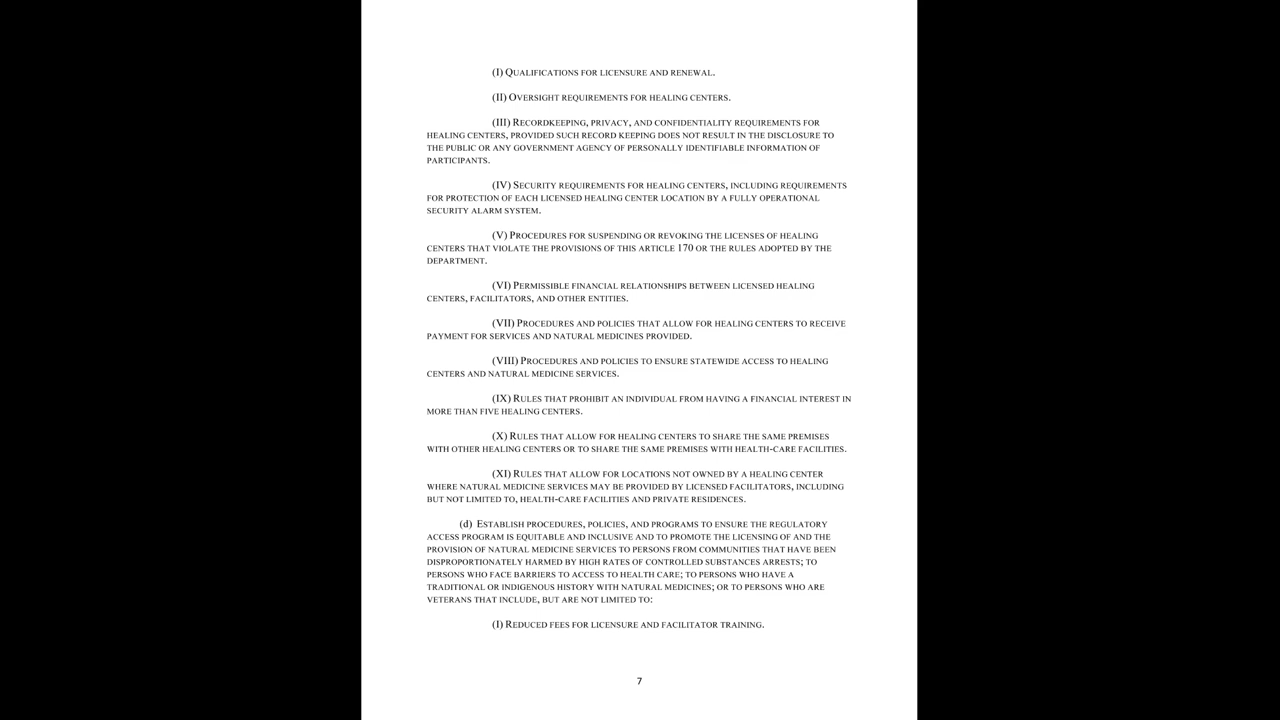 (I) QUALIFICATIONS FOR LICENSURE AND RENEWAL.
(II) OVERSIGHT REQUIREMENTS FOR HEALING CENTERS.
(III) RECORDKEEPING, PRIVACY, AND CONFIDENTIALITY REQUIREMENTS FOR
HEALING CENTERS, PROVIDED SUCH RECORD KEEPING DOES NOT RESULT IN THE DISCLOSURE TO
THE PUBLIC OR ANY GOVERNMENT AGENCY OF PERSONALLY IDENTIFIABLE INFORMATION OF
PARTICIPANTS.
(IV) SECURITY REQUIREMENTS FOR HEALING CENTERS, INCLUDING REQUIREMENTS
FOR PROTECTION OF EACH LICENSED HEALING CENTER LOCATION BY A FULLY OPERATIONAL
SECURITY ALARM SYSTEM.
(V) PROCEDURES FOR SUSPENDING OR REVOKING THE LICENSES OF HEALING
CENTERS THAT VIOLATE THE PROVISIONS OF THIS ARTICLE 170 OR THE RULES ADOPTED BY THE
DEPARTMENT.
(VI) PERMISSIBLE FINANCIAL RELATIONSHIPS BETWEEN LICENSED HEALING
CENTERS, FACILITATORS, AND OTHER ENTITIES.
(VII) PROCEDURES AND POLICIES THAT ALLOW FOR HEALING CENTERS TO RECEIVE
PAYMENT FOR SERVICES AND NATURAL MEDICINES PROVIDED.
(VIII) PROCEDURES AND POLICIES TO ENSURE STATEWIDE ACCESS TO HEALING
CENTERS AND NATURAL MEDICINE SERVICES.
(IX) RULES THAT PROHIBIT AN INDIVIDUAL FROM HAVING A FINANCIAL INTEREST IN
MORE THAN FIVE HEALING CENTERS.
(X) RULES THAT ALLOW FOR HEALING CENTERS TO SHARE THE SAME PREMISES
WITH OTHER HEALING CENTERS OR TO SHARE THE SAME PREMISES WITH HEALTH-CARE FACILITIES.
(XI) RULES THAT ALLOW FOR LOCATIONS NOT OWNED BY A HEALING CENTER
WHERE NATURAL MEDICINE SERVICES MAY BE PROVIDED BY LICENSED FACILITATORS, INCLUDING
BUT NOT LIMITED TO, HEALTH-CARE FACILITIES AND PRIVATE RESIDENCES.
(d) ESTABLISH PROCEDURES, POLICIES, AND PROGRAMS TO ENSURE THE REGULATORY
ACCESS PROGRAM IS EQUITABLE AND INCLUSIVE AND TO PROMOTE THE LICENSING OF AND THE
PROVISION OF NATURAL MEDICINE SERVICES TO PERSONS FROM COMMUNITIES THAT HAVE BEEN
DISPROPORTIONATELY HARMED BY HIGH RATES OF CONTROLLED SUBSTANCES ARRESTS; TO
PERSONS WHO FACE BARRIERS TO ACCESS TO HEALTH CARE; TO PERSONS WHO HAVE A
TRADITIONAL OR INDIGENOUS HISTORY WITH NATURAL MEDICINES; OR TO PERSONS WHO ARE
VETERANS THAT INCLUDE, BUT ARE NOT LIMITED TO:
(I) REDUCED FEES FOR LICENSURE AND FACILITATOR TRAINING.
7